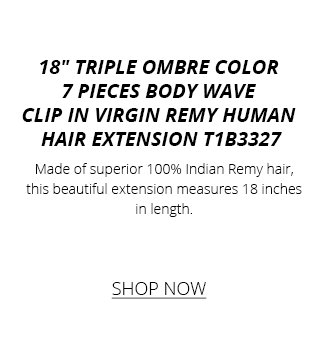 18" TRIPLE OMBRE COLOR
7 PIECES BODY WAVE
CLIP IN VIRGIN REMY HUMAN
HAIR EXTENSION T1B3327
Made of superior 100% Indian Remy hair,
this beautiful extension measures 18 inches
in length.
SHOP NOW